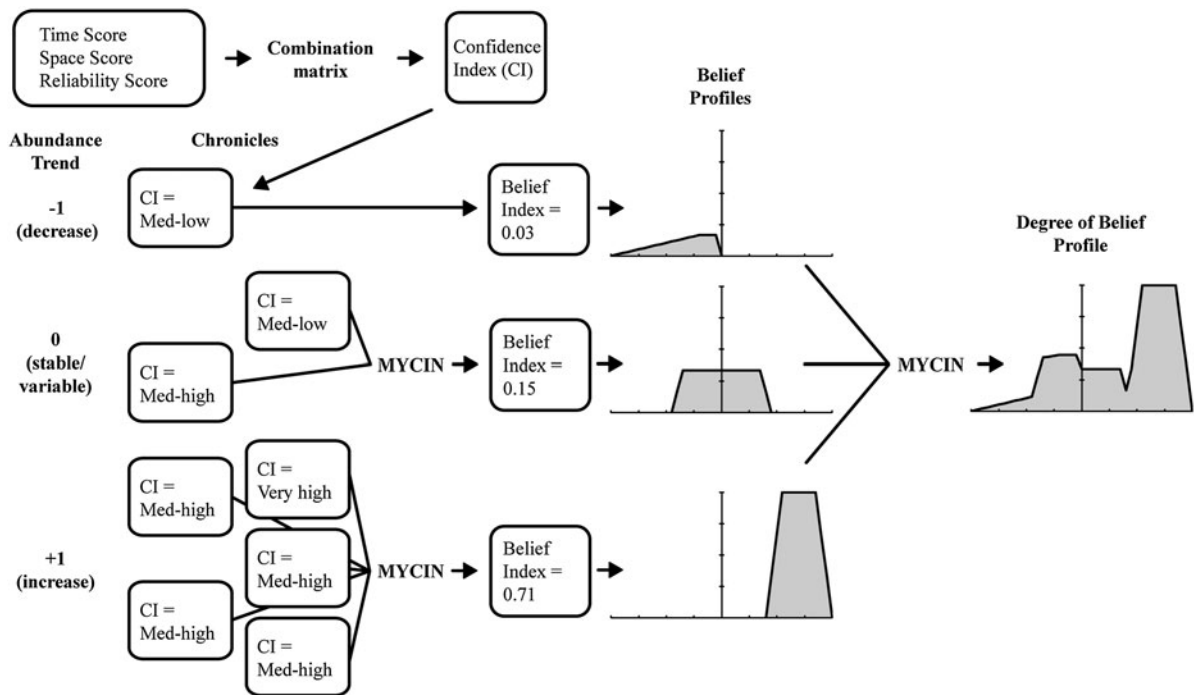 Time Score
Space Score
Reliability Score
Combination
matrix
Confidence
Index (CI)
Belief
Profiles
Abundance
Trend
Chronicles
-1
(decrease)
CI =
Med-low
Belief
Index =
0.03
Degree of Belief
Profile
0
(stable/
variable)
CI =
Med-low
CI =
Med-high
MYCIN
Belief
Index =
0.15
MYCIN
+1
(increase)
CI =
Med-high
CI =
Very high
CI =
Med-high
CI =
Med-high
CI =
Med-high
MYCIN
Belief
Index =
0.71